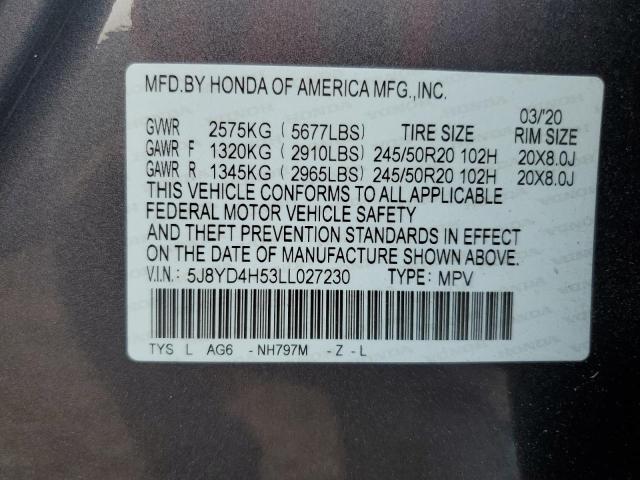 MFD.BY HONDA OF AMERICA MFG.,INC.
03/'20
GVWR 2575KG ( 5677LBS) TIRE SIZE RIM SIZE
GAWR F 1320KG ( 2910LBS) 245/50R20 102H 20X8.0J
GAWR R 1345KG ( 2965LBS) 245/50R20 102H 20X8.0J
THIS VEHICLE CONFORMS TO ALL APPLICABLE
FEDERAL MOTOR VEHICLE SAFETY
AND THEFT PREVENTION STANDARDS IN EFFECT
ON THE DATE OF MANUFACTURE SHOWN ABOVE.
V.I.N.: 5J8YD4H53LL027230 TYPE: MPV
TYS L AG6 - NH797M - Z - L